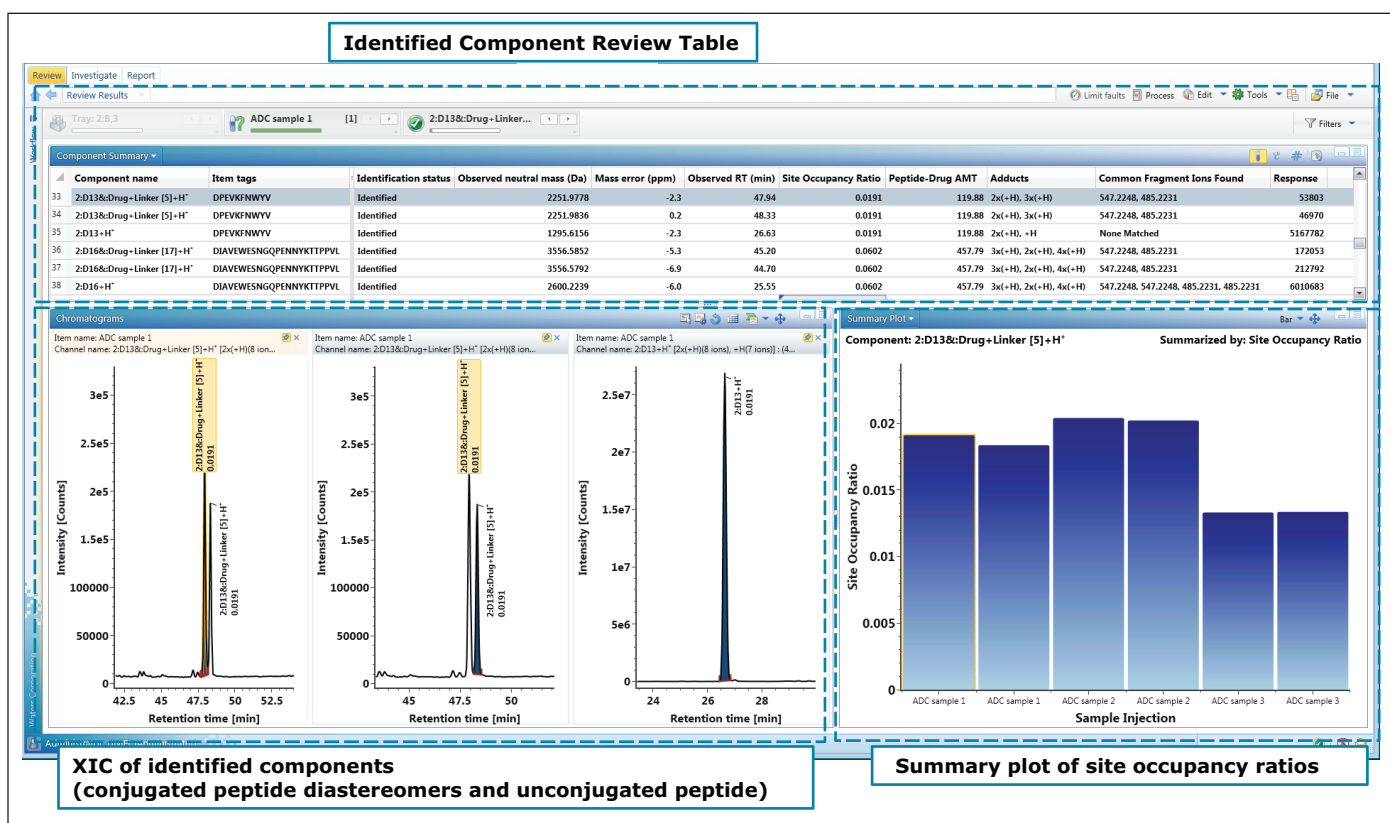 Identified Component Review Table
Review Investigate Report
Review Results
Limit faults Process Edit Tools File
Workflow
Tray: 2:B,3
ADC sample 1 [1]
2:D13&:Drug+Linker...
Filters
Component Summary
Component name Item tags Identification status Observed neutral mass (Da) Mass error (ppm) Observed RT (min) Site Occupancy Ratio Peptide-Drug AMT Adducts Common Fragment Ions Found Response
33 2:D13&:Drug+Linker [5]+H⁺ DPEVKFNWYV Identified 2251.9778 -2.3 47.94 0.0191 119.88 2x(+H), 3x(+H) 547.2248, 485.2231 53803
34 2:D13&:Drug+Linker [5]+H⁺ DPEVKFNWYV Identified 2251.9836 0.2 48.33 0.0191 119.88 2x(+H), 3x(+H) 547.2248, 485.2231 46970
35 2:D13+H⁺ DPEVKFNWYV Identified 1295.6156 -2.3 26.63 0.0191 119.88 2x(+H), +H None Matched 5167782
36 2:D16&:Drug+Linker [17]+H⁺ DIAVEWESNGQPENNYKTTPPVL Identified 3556.5852 -5.3 45.20 0.0602 457.79 3x(+H), 2x(+H), 4x(+H) 547.2248, 485.2231 172053
37 2:D16&:Drug+Linker [17]+H⁺ DIAVEWESNGQPENNYKTTPPVL Identified 3556.5792 -6.9 44.70 0.0602 457.79 3x(+H), 2x(+H), 4x(+H) 547.2248, 485.2231 212792
38 2:D16+H⁺ DIAVEWESNGQPENNYKTTPPVL Identified 2600.2239 -6.0 25.55 0.0602 457.79 3x(+H), 2x(+H), 4x(+H) 547.2248, 547.2248, 485.2231, 485.2231 6010683
Chromatograms
Item name: ADC sample 1
Channel name: 2:D13&:Drug+Linker [5]+H⁺ [2x(+H)(8 ion...
3e5
2.5e5
2e5
1.5e5
100000
50000
0
Intensity [Counts]
2:D13&:Drug+Linker [5]+H⁺
0.0191
2:D13&:Drug+Linker [5]+H⁺
0.0191
42.5 45 47.5 50 52.5
Retention time [min]
Item name: ADC sample 1
Channel name: 2:D13&:Drug+Linker [5]+H⁺ [2x(+H)(8 ion...
3e5
2.5e5
2e5
1.5e5
100000
50000
0
Intensity [Counts]
2:D13&:Drug+Linker [5]+H⁺
0.0191
2:D13&:Drug+Linker [5]+H⁺
0.0191
45 47.5 50
Retention time [min]
Item name: ADC sample 1
Channel name: 2:D13+H⁺ [2x(+H)(8 ions), +H(7 ions)] : (4...
2.5e7
2e7
1.5e7
1e7
5e6
0
Intensity [Counts]
2:D13+H⁺
0.0191
24 26 28
Retention time [min]
Summary Plot
Bar
Component: 2:D13&:Drug+Linker [5]+H⁺ Summarized by: Site Occupancy Ratio
0.02
0.015
0.01
0.005
0
Site Occupancy Ratio
ADC sample 1 ADC sample 1 ADC sample 2 ADC sample 2 ADC sample 3 ADC sample 3
Sample Injection
XIC of identified components
(conjugated peptide diastereomers and unconjugated peptide)
Summary plot of site occupancy ratios